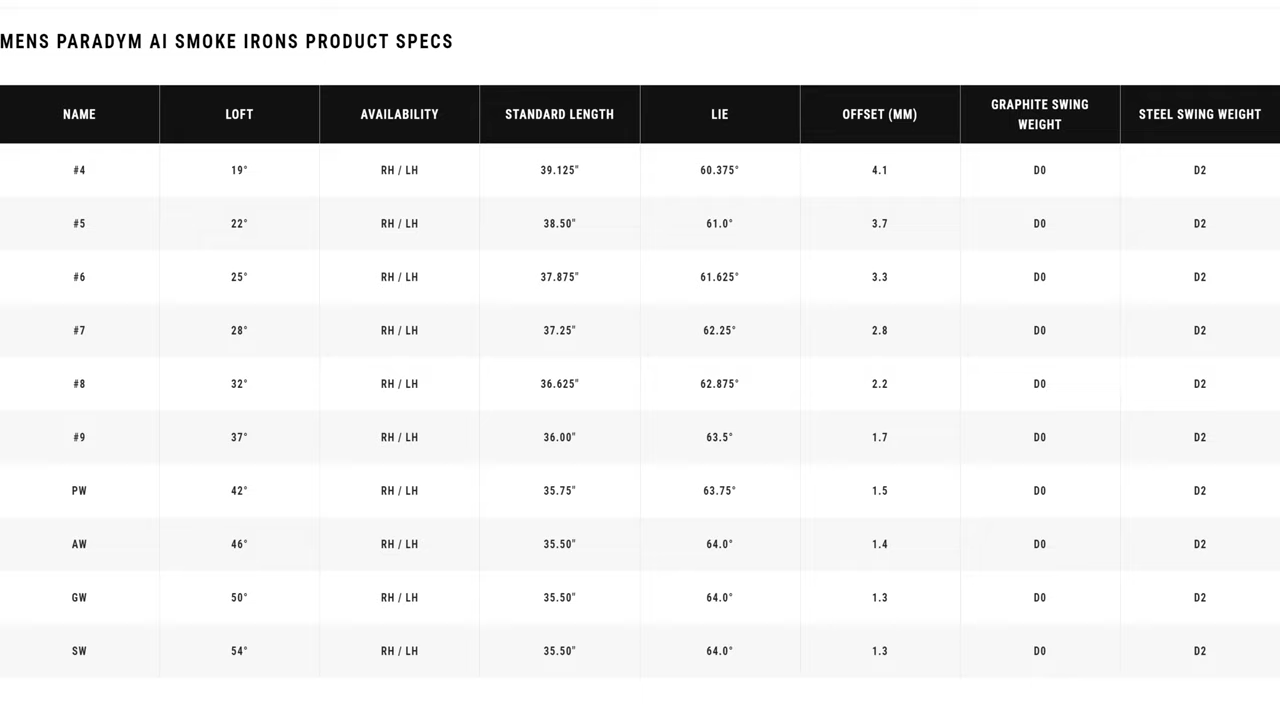 MENS PARADYM AI SMOKE IRONS PRODUCT SPECS
NAME LOFT AVAILABILITY STANDARD LENGTH LIE OFFSET (MM) GRAPHITE SWING WEIGHT STEEL SWING WEIGHT
#4 19° RH / LH 39.125" 60.375° 4.1 D0 D2
#5 22° RH / LH 38.50" 61.0° 3.7 D0 D2
#6 25° RH / LH 37.875" 61.625° 3.3 D0 D2
#7 28° RH / LH 37.25" 62.25° 2.8 D0 D2
#8 32° RH / LH 36.625" 62.875° 2.2 D0 D2
#9 37° RH / LH 36.00" 63.5° 1.7 D0 D2
PW 42° RH / LH 35.75" 63.75° 1.5 D0 D2
AW 46° RH / LH 35.50" 64.0° 1.4 D0 D2
GW 50° RH / LH 35.50" 64.0° 1.3 D0 D2
SW 54° RH / LH 35.50" 64.0° 1.3 D0 D2